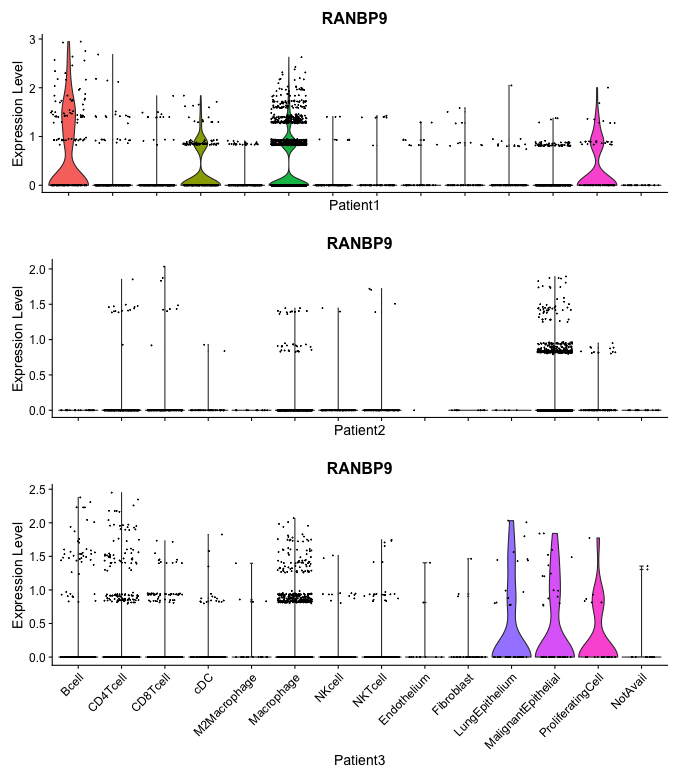 RANBP9
Expression Level
3
2
1
0
Patient1
RANBP9
Expression Level
2.0
1.5
1.0
0.5
0.0
Patient2
RANBP9
Expression Level
2.5
2.0
1.5
1.0
0.5
0.0
Bcell
CD4Tcell
CD8Tcell
cDC
M2Macrophage
Macrophage
NKcell
NKTcell
Endothelium
Fibroblast
LungEpithelium
MalignantEpithelial
ProliferatingCell
NotAvail
Patient3